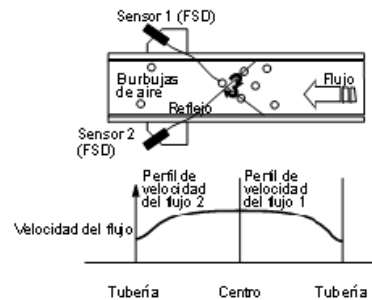 Sensor 1 (FSD)
Burbujas
de aire
Flujo
Reflejo
Sensor 2
(FSD)
Perfil de
velocidad
del flujo 2
Perfil de
velocidad
del flujo 1
Velocidad del flujo
Tubería
Centro
Tubería